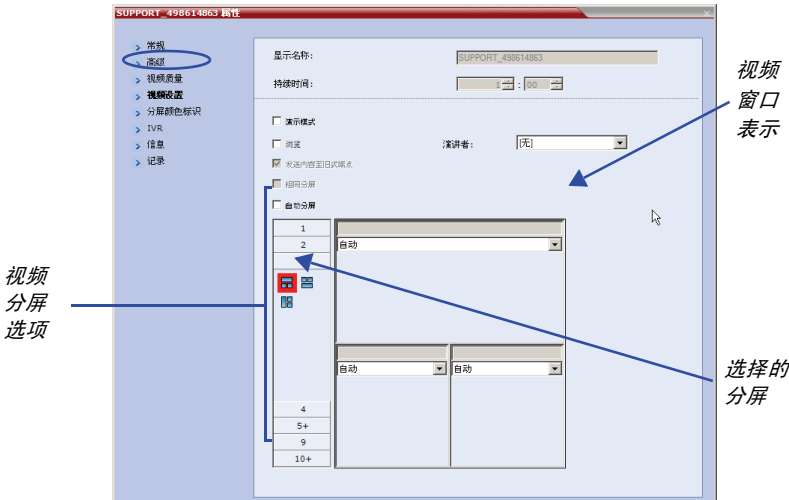 SUPPORT_498614863 属性
常规
高级
视频质量
视频设置
分屏颜色标识
IVR
信息
记录
显示名称:
SUPPORT_498614863
持续时间:
1 : 00
演示模式
浏览
演讲者:
[无]
发送内容至旧式端点
相同分屏
自动分屏
1
2
自动
自动
自动
4
5+
9
10+
视频
分屏
选项
视频
窗口
表示
选择的
分屏